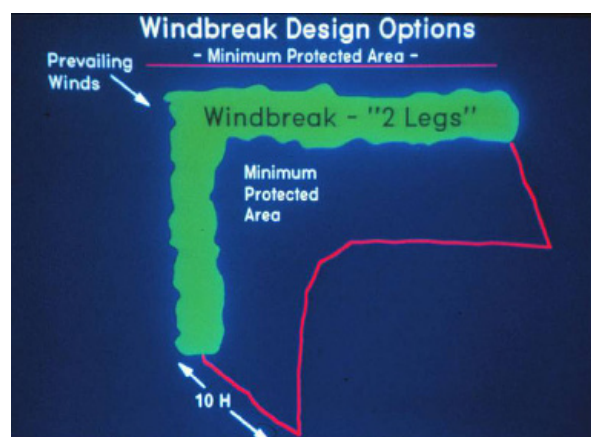 Windbreak Design Options
- Minimum Protected Area -
Prevailing
Winds
Windbreak - "2 Legs"
Minimum
Protected
Area
10 H